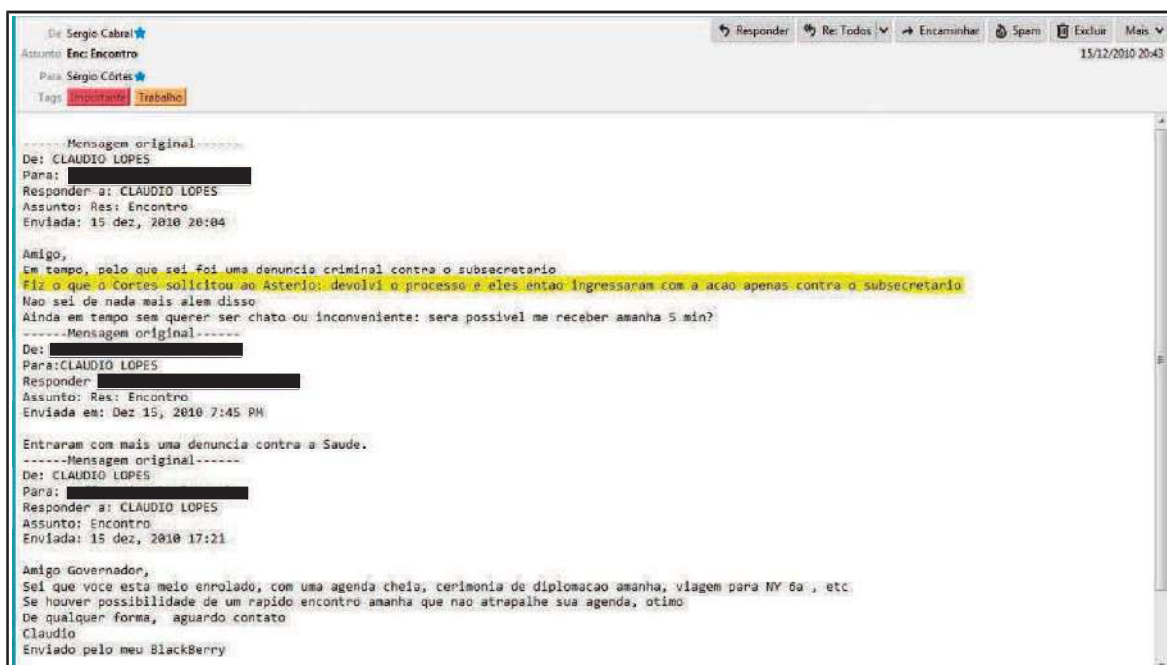 De Sergio Cabral
Responder Re: Todos Encaminhar Spam Excluir Mais
Assunto Enc: Encontro
15/12/2010 20:43
Para Sérgio Côrtes
Tags Importante Trabalho
------Mensagem original------
De: CLAUDIO LOPES
Para:
Responder a: CLAUDIO LOPES
Assunto: Res: Encontro
Enviada: 15 dez, 2010 20:04
Amigo,
Em tempo, pelo que sei foi uma denuncia criminal contra o subsecretario
Fiz o que o Cortes solicitou ao Asterio: devolvi o processo e eles entao ingressaram com a acao apenas contra o subsecretario
Nao sei de nada mais alem disso
Ainda em tempo sem querer ser chato ou inconveniente: sera possivel me receber amanha 5 min?
------Mensagem original------
De:
Para:CLAUDIO LOPES
Responder
Assunto: Res: Encontro
Enviada em: Dez 15, 2010 7:45 PM
Entraram com mais uma denuncia contra a Saude.
------Mensagem original------
De: CLAUDIO LOPES
Para:
Responder a: CLAUDIO LOPES
Assunto: Encontro
Enviada: 15 dez, 2010 17:21
Amigo Governador,
Sei que voce esta meio enrolado, com uma agenda cheia, cerimonia de diplomacao amanha, viagem para NY 6a , etc
Se houver possibilidade de um rapido encontro amanha que nao atrapalhe sua agenda, otimo
De qualquer forma,  aguardo contato
Claudio
Enviado pelo meu BlackBerry